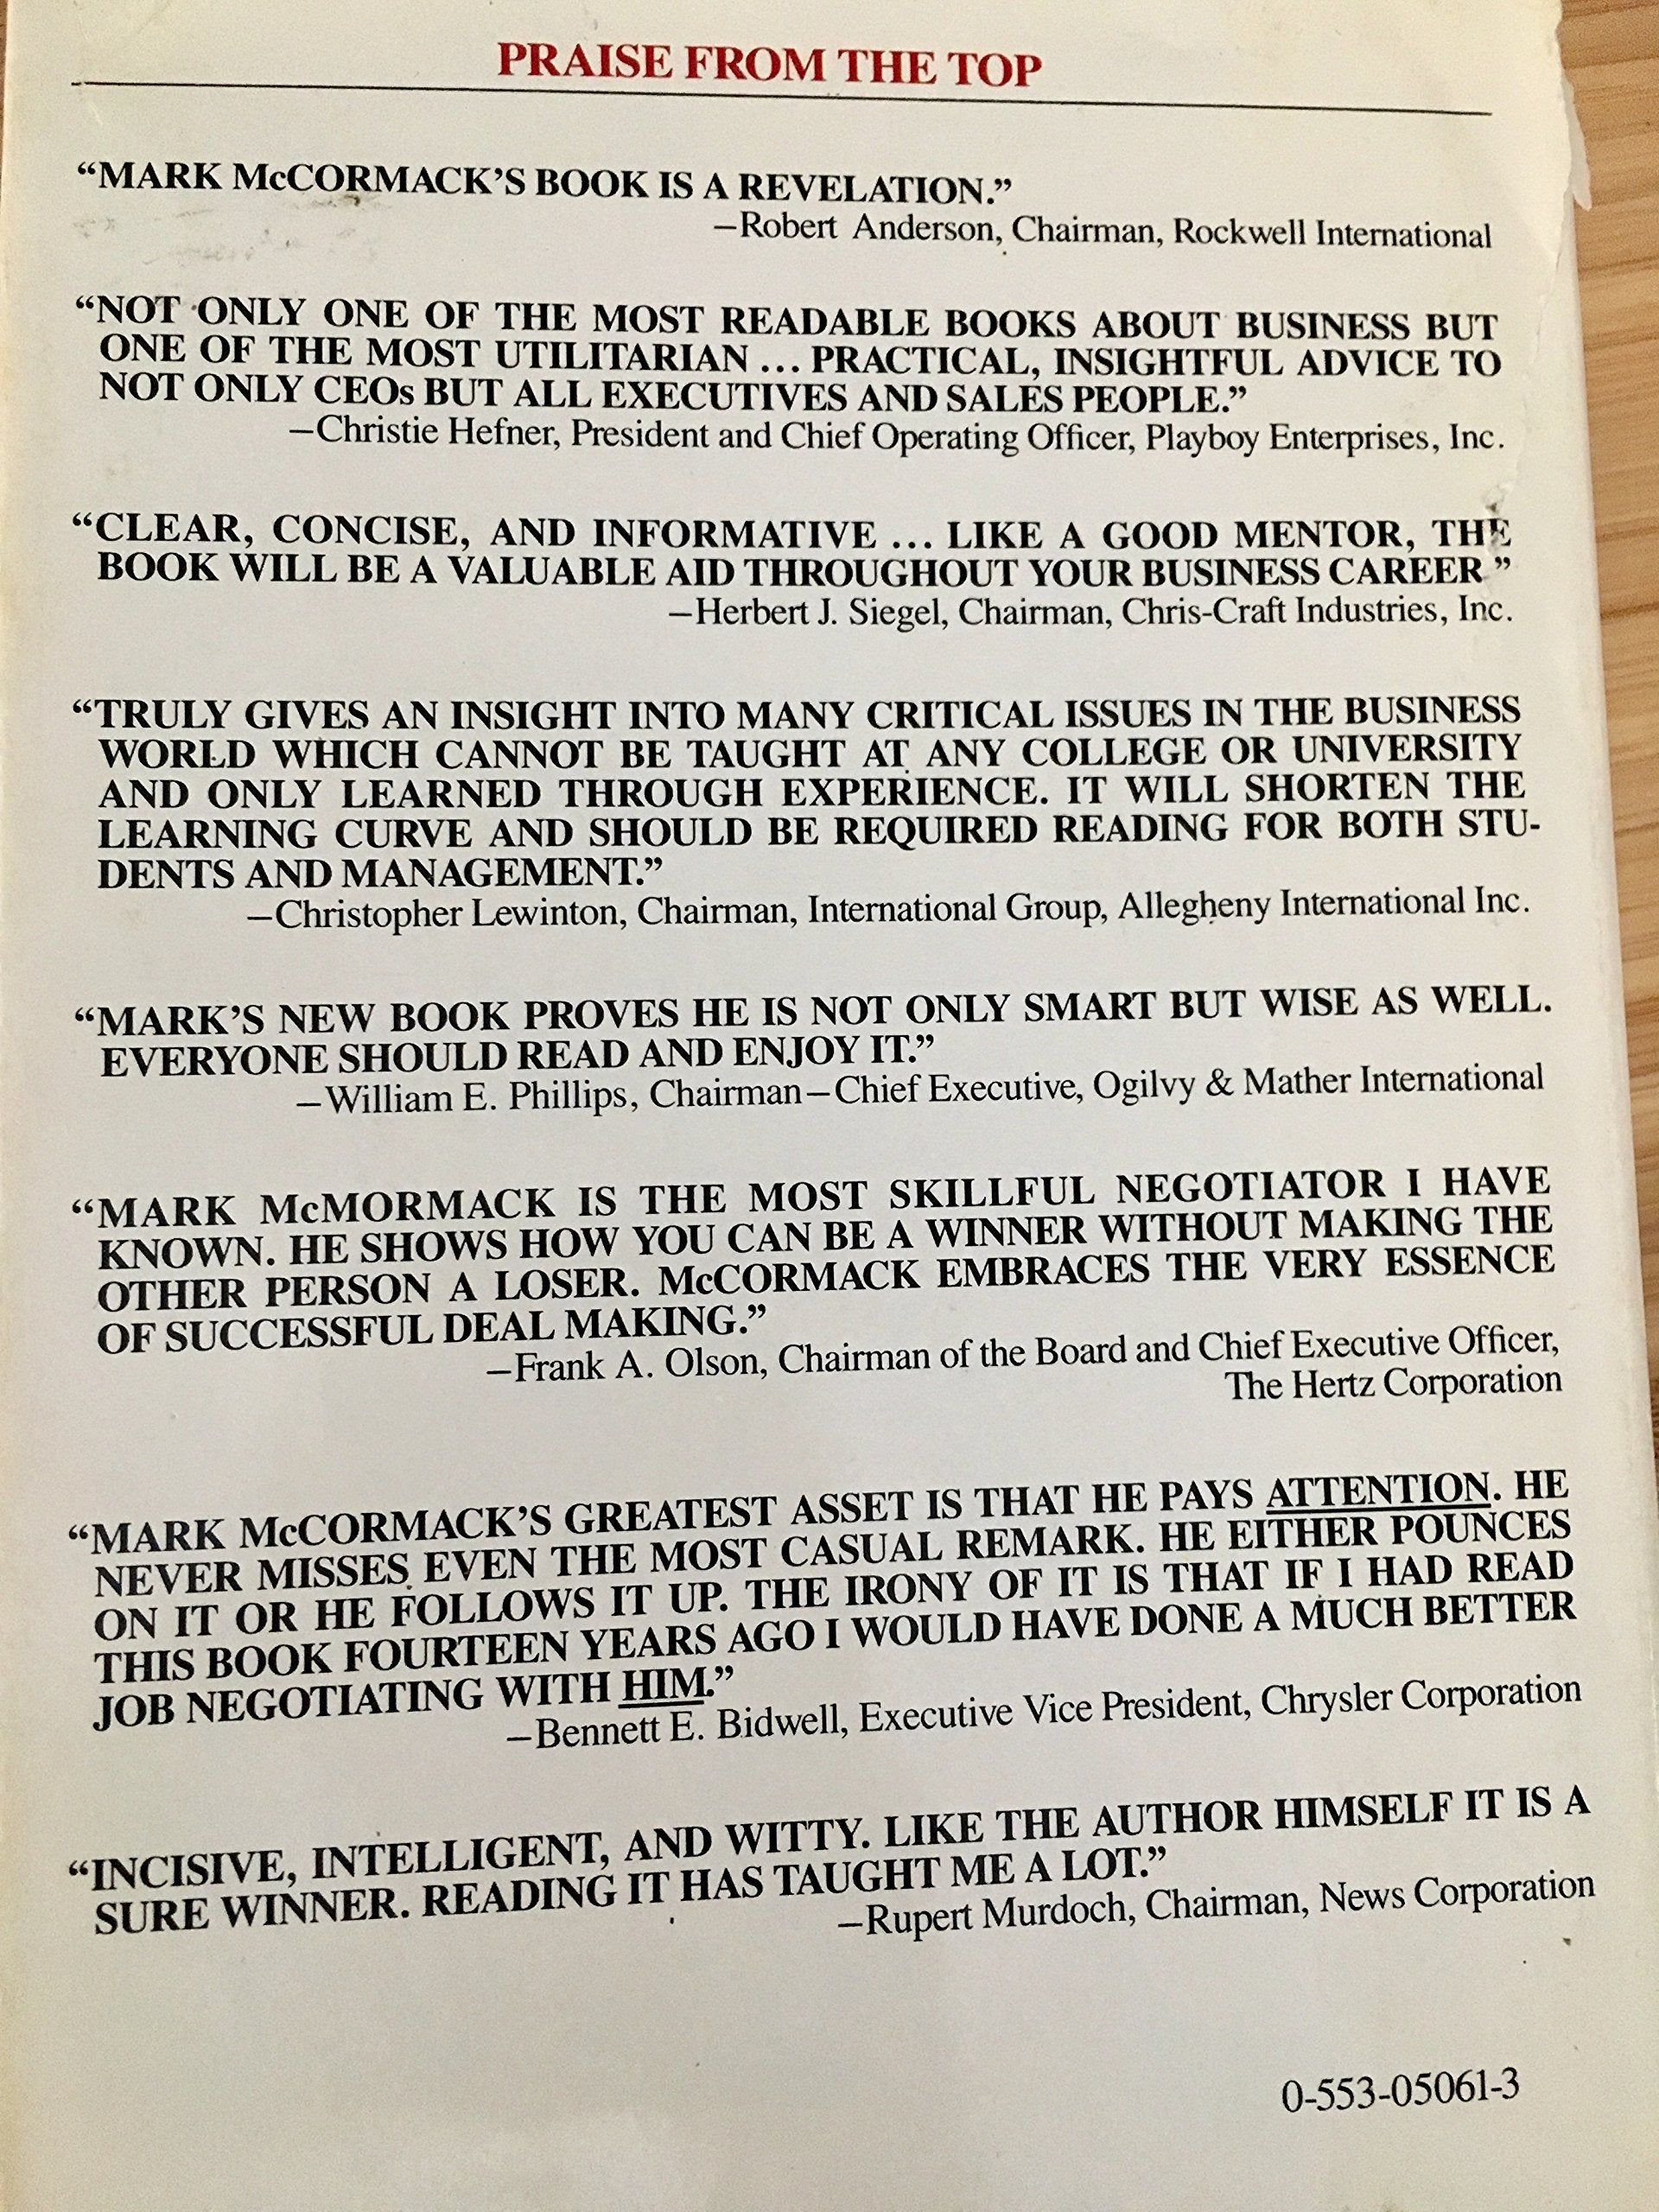 PRAISE FROM THE TOP
“MARK McCORMACK’S BOOK IS A REVELATION.”
—Robert Anderson, Chairman, Rockwell International
“NOT ONLY ONE OF THE MOST READABLE BOOKS ABOUT BUSINESS BUT
ONE OF THE MOST UTILITARIAN ... PRACTICAL, INSIGHTFUL ADVICE TO
NOT ONLY CEOs BUT ALL EXECUTIVES AND SALES PEOPLE.”
—Christie Hefner, President and Chief Operating Officer, Playboy Enterprises, Inc.
“CLEAR, CONCISE, AND INFORMATIVE ... LIKE A GOOD MENTOR, THE
BOOK WILL BE A VALUABLE AID THROUGHOUT YOUR BUSINESS CAREER ”
—Herbert J. Siegel, Chairman, Chris-Craft Industries, Inc.
“TRULY GIVES AN INSIGHT INTO MANY CRITICAL ISSUES IN THE BUSINESS
WORLD WHICH CANNOT BE TAUGHT AT ANY COLLEGE OR UNIVERSITY
AND ONLY LEARNED THROUGH EXPERIENCE. IT WILL SHORTEN THE
LEARNING CURVE AND SHOULD BE REQUIRED READING FOR BOTH STU-
DENTS AND MANAGEMENT.”
—Christopher Lewinton, Chairman, International Group, Allegheny International Inc.
“MARK’S NEW BOOK PROVES HE IS NOT ONLY SMART BUT WISE AS WELL.
EVERYONE SHOULD READ AND ENJOY IT.”
—William E. Phillips, Chairman—Chief Executive, Ogilvy & Mather International
“MARK McMORMACK IS THE MOST SKILLFUL NEGOTIATOR I HAVE
KNOWN. HE SHOWS HOW YOU CAN BE A WINNER WITHOUT MAKING THE
OTHER PERSON A LOSER. McCORMACK EMBRACES THE VERY ESSENCE
OF SUCCESSFUL DEAL MAKING.”
—Frank A. Olson, Chairman of the Board and Chief Executive Officer,
The Hertz Corporation
“MARK McCORMACK’S GREATEST ASSET IS THAT HE PAYS ATTENTION. HE
NEVER MISSES EVEN THE MOST CASUAL REMARK. HE EITHER POUNCES
ON IT OR HE FOLLOWS IT UP. THE IRONY OF IT IS THAT IF I HAD READ
THIS BOOK FOURTEEN YEARS AGO I WOULD HAVE DONE A MUCH BETTER
JOB NEGOTIATING WITH HIM.”
—Bennett E. Bidwell, Executive Vice President, Chrysler Corporation
“INCISIVE, INTELLIGENT, AND WITTY. LIKE THE AUTHOR HIMSELF IT IS A
SURE WINNER. READING IT HAS TAUGHT ME A LOT.”
—Rupert Murdoch, Chairman, News Corporation
0-553-05061-3